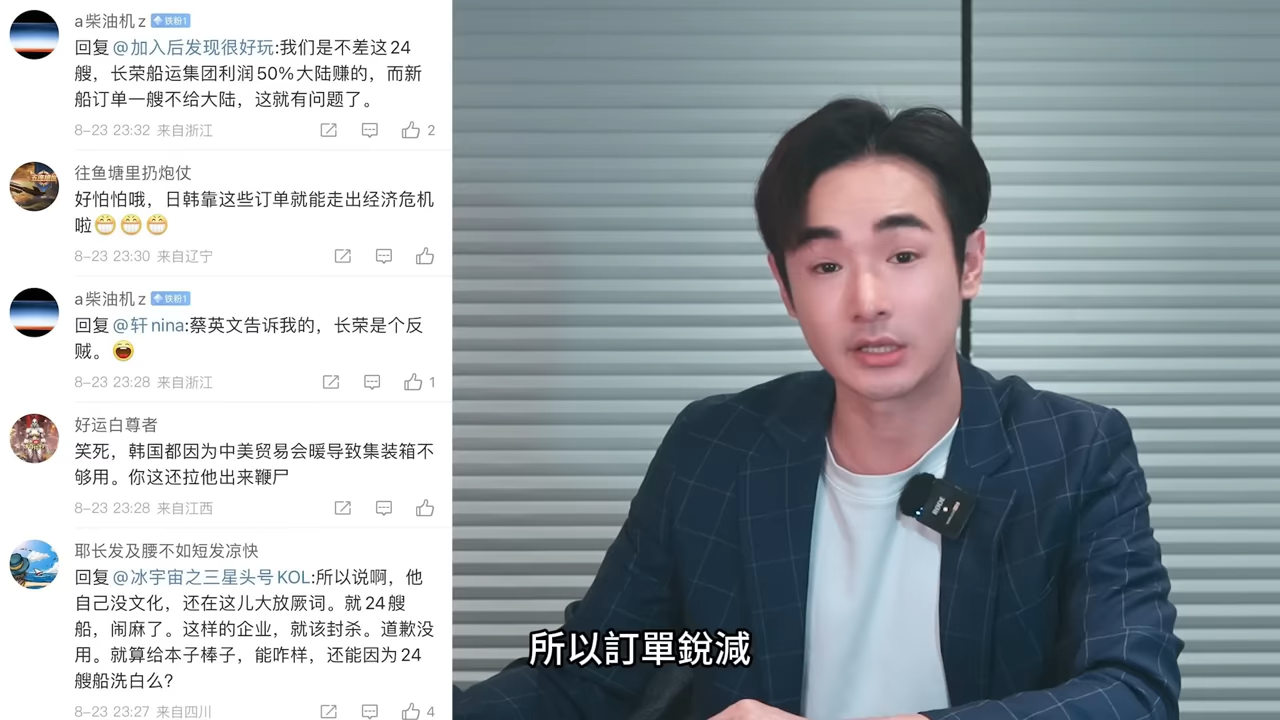 a柴油机z 铁粉1
回复@加入后发现很好玩:我们是不差这24
艘，长荣船运集团利润50%大陆赚的，而新
船订单一艘不给大陆，这就有问题了。
8-23 23:32 来自浙江 2
往鱼塘里扔炮仗
好怕怕哦，日韩靠这些订单就能走出经济危机
啦
8-23 23:30 来自辽宁
a柴油机z 铁粉1
回复@轩nina:蔡英文告诉我的，长荣是个反
贼。
8-23 23:28 来自浙江 1
好运白尊者
笑死，韩国都因为中美贸易会暖导致集装箱不
够用。你这还拉他出来鞭尸
8-23 23:28 来自江西
耶长发及腰不如短发凉快
回复@冰宇宙之三星头号KOL:所以说啊，他
自己没文化，还在这儿大放厥词。就24艘
船，闹麻了。这样的企业，就该封杀。道歉没
用。就算给本子棒子，能咋样，还能因为24
艘船洗白么？
8-23 23:27 来自四川 4
RØDE
所以訂單銳減